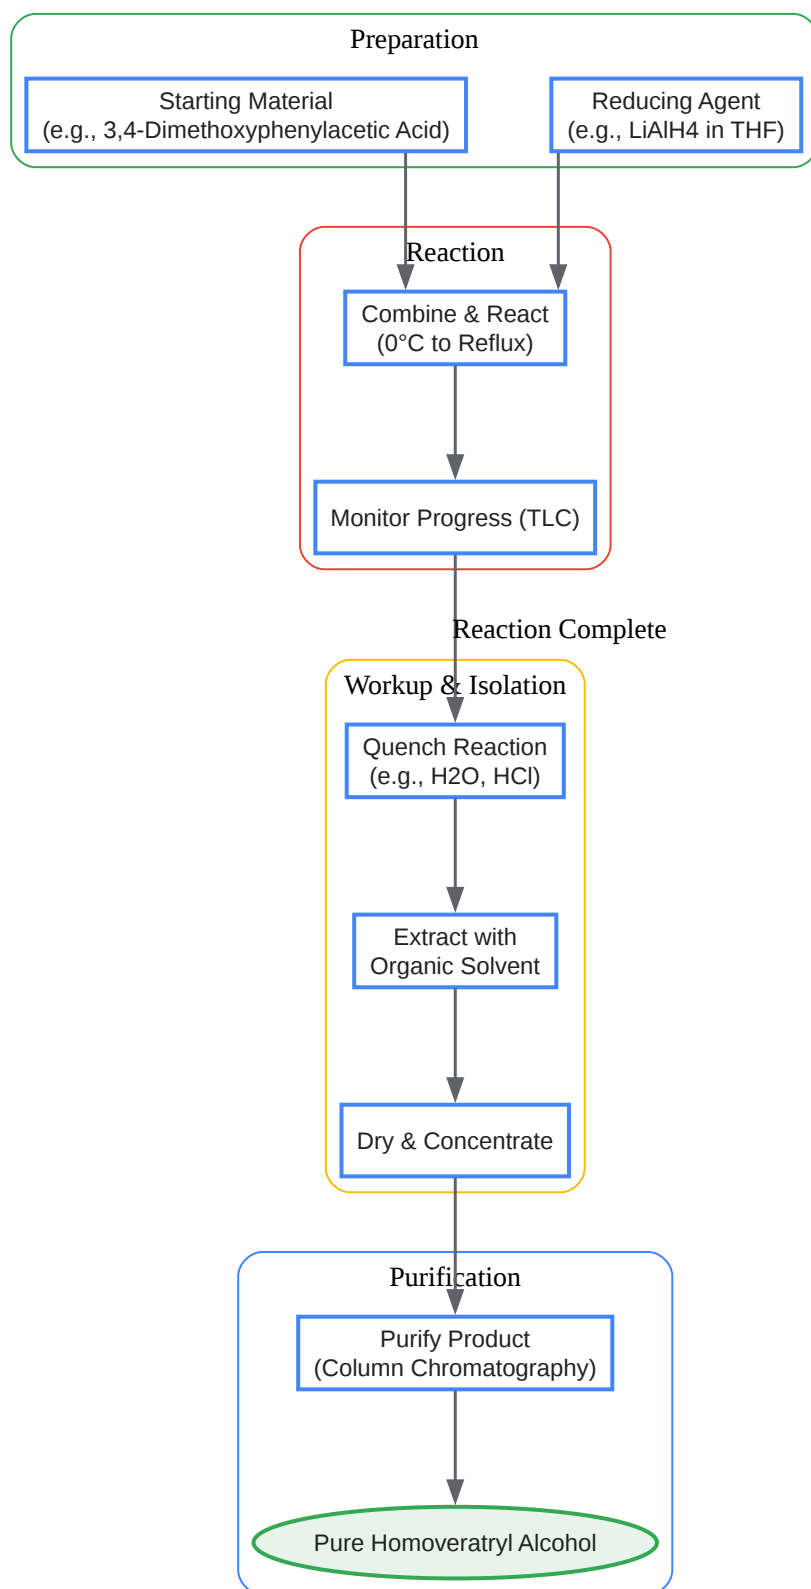 Preparation
Starting Material
(e.g., 3,4-Dimethoxyphenylacetic Acid)
Reducing Agent
(e.g., LiAlH4 in THF)
Reaction
Combine & React
(0°C to Reflux)
Monitor Progress (TLC)
Reaction Complete
Workup & Isolation
Quench Reaction
(e.g., H2O, HCl)
Extract with
Organic Solvent
Dry & Concentrate
Purification
Purify Product
(Column Chromatography)
Pure Homoveratryl Alcohol